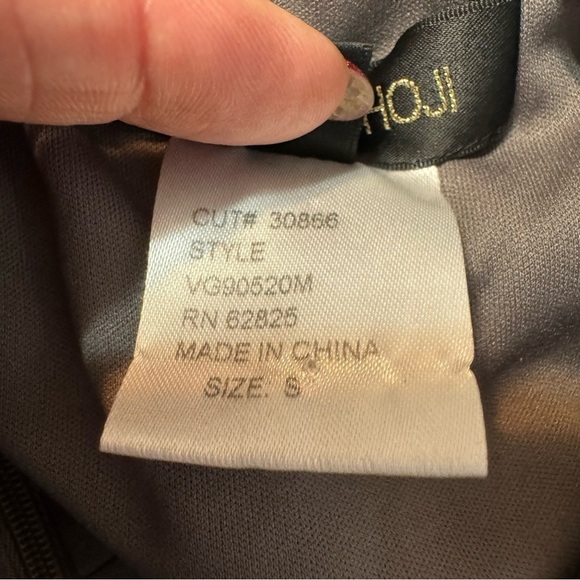 HOJI
CUT# 30866
STYLE
VG90520M
RN 62825
MADE IN CHINA
SIZE: S